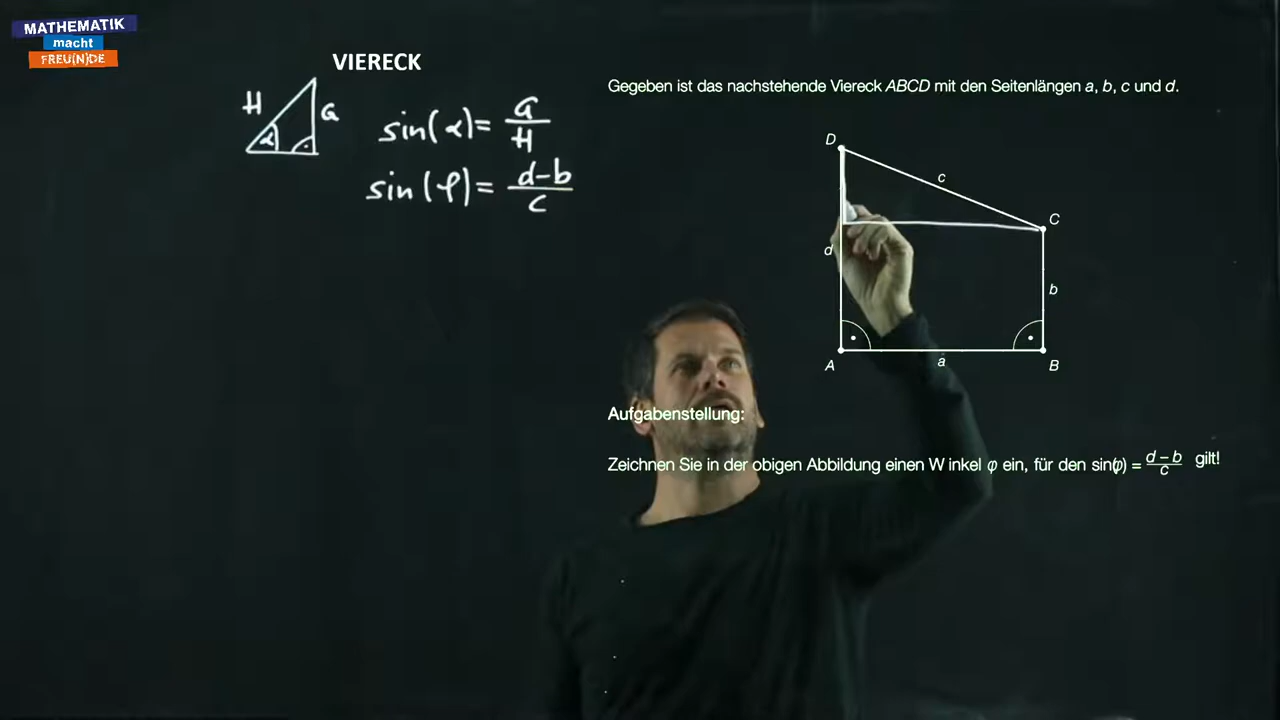 MATHEMATIK
macht
FREU(N)DE
VIERECK
H
G
α
sin(α)= G/H
sin(φ)= d-b/c
Gegeben ist das nachstehende Viereck ABCD mit den Seitenlängen a, b, c und d.
D
c
C
d
b
A
a
B
Aufgabenstellung:
Zeichnen Sie in der obigen Abbildung einen W inkel φ ein, für den sin(φ) = d – b/c gilt!